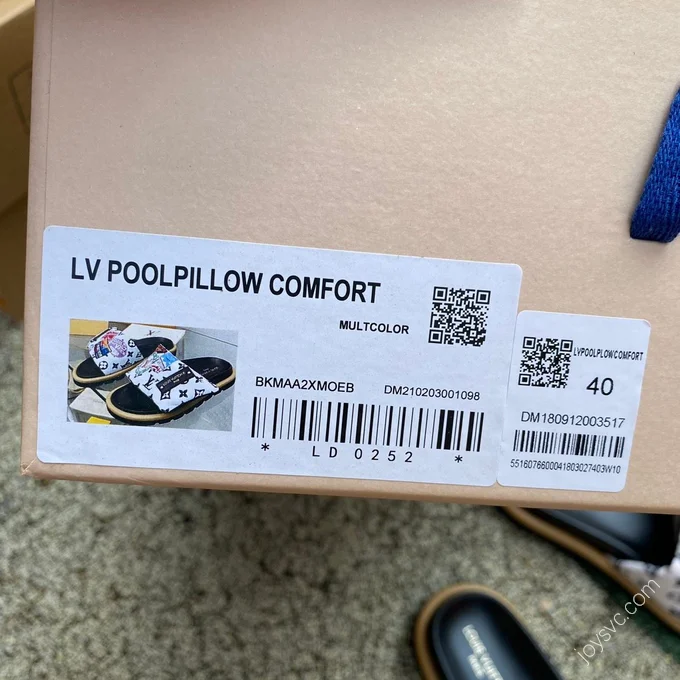 LV POOLPILLOW COMFORT
MULTCOLOR
BKMAA2XMOEB DM210203001098
* LD0252 *
LVPOOLPLOWCOMFORT
40
DM180912003517
5516076600041803027403W10
joysvc.com